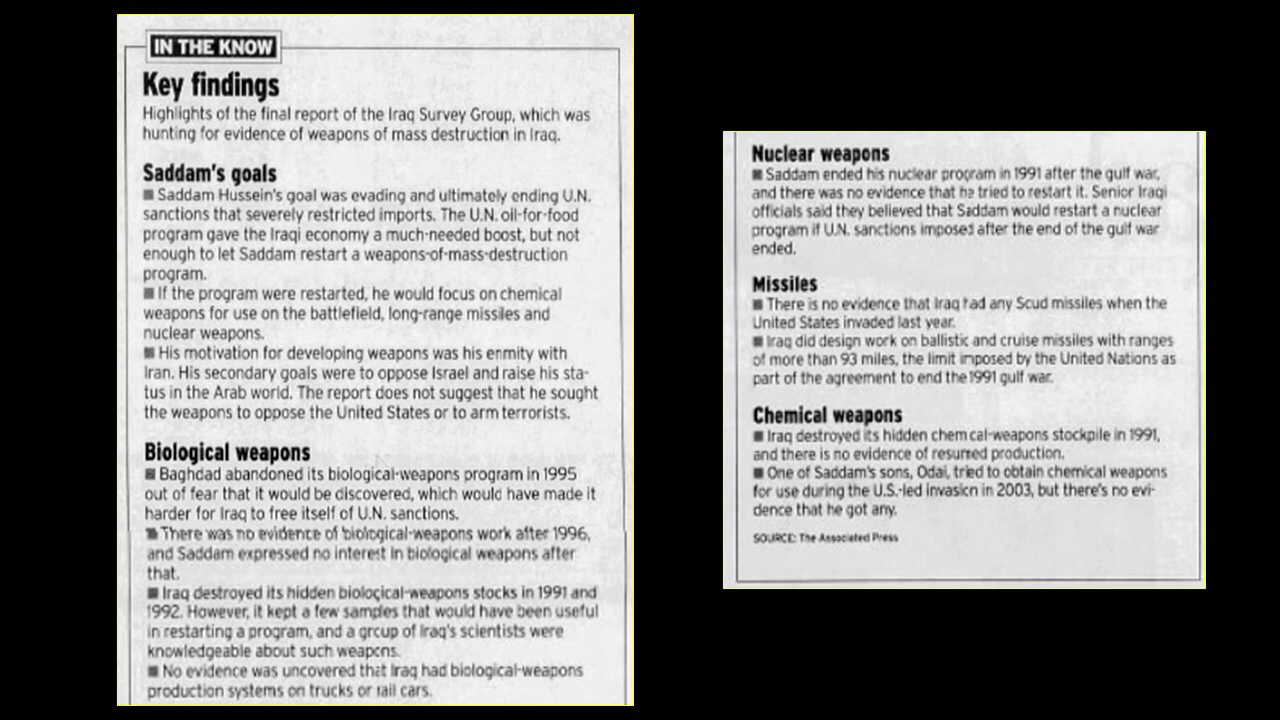 IN THE KNOW
Key findings
Highlights of the final report of the Iraq Survey Group, which was
hunting for evidence of weapons of mass destruction in Iraq.
Saddam's goals
■ Saddam Hussein's goal was evading and ultimately ending U.N.
sanctions that severely restricted imports. The U.N. oil-for-food
program gave the Iraqi economy a much-needed boost, but not
enough to let Saddam restart a weapons-of-mass-destruction
program.
■ If the program were restarted, he would focus on chemical
weapons for use on the battlefield, long-range missiles and
nuclear weapons.
■ His motivation for developing weapons was his enmity with
Iran. His secondary goals were to oppose Israel and raise his sta-
tus in the Arab world. The report does not suggest that he sought
the weapons to oppose the United States or to arm terrorists.
Biological weapons
■ Baghdad abandoned its biological-weapons program in 1995
out of fear that it would be discovered, which would have made it
harder for Iraq to free itself of U.N. sanctions.
■ There was no evidence of biological-weapons work after 1996,
and Saddam expressed no interest in biological weapons after
that.
■ Iraq destroyed its hidden biological-weapons stocks in 1991 and
1992. However, it kept a few samples that would have been useful
in restarting a program, and a group of Iraq's scientists were
knowledgeable about such weapons.
■ No evidence was uncovered that Iraq had biological-weapons
production systems on trucks or rail cars.
Nuclear weapons
■ Saddam ended his nuclear program in 1991 after the gulf war,
and there was no evidence that he tried to restart it. Senior Iraqi
officials said they believed that Saddam would restart a nuclear
program if U.N. sanctions imposed after the end of the gulf war
ended.
Missiles
■ There is no evidence that Iraq had any Scud missiles when the
United States invaded last year.
■ Iraq did design work on ballistic and cruise missiles with ranges
of more than 93 miles, the limit imposed by the United Nations as
part of the agreement to end the 1991 gulf war.
Chemical weapons
■ Iraq destroyed its hidden chemical-weapons stockpile in 1991,
and there is no evidence of resumed production.
■ One of Saddam's sons, Odai, tried to obtain chemical weapons
for use during the U.S.-led invasion in 2003, but there's no evi-
dence that he got any.
SOURCE: The Associated Press